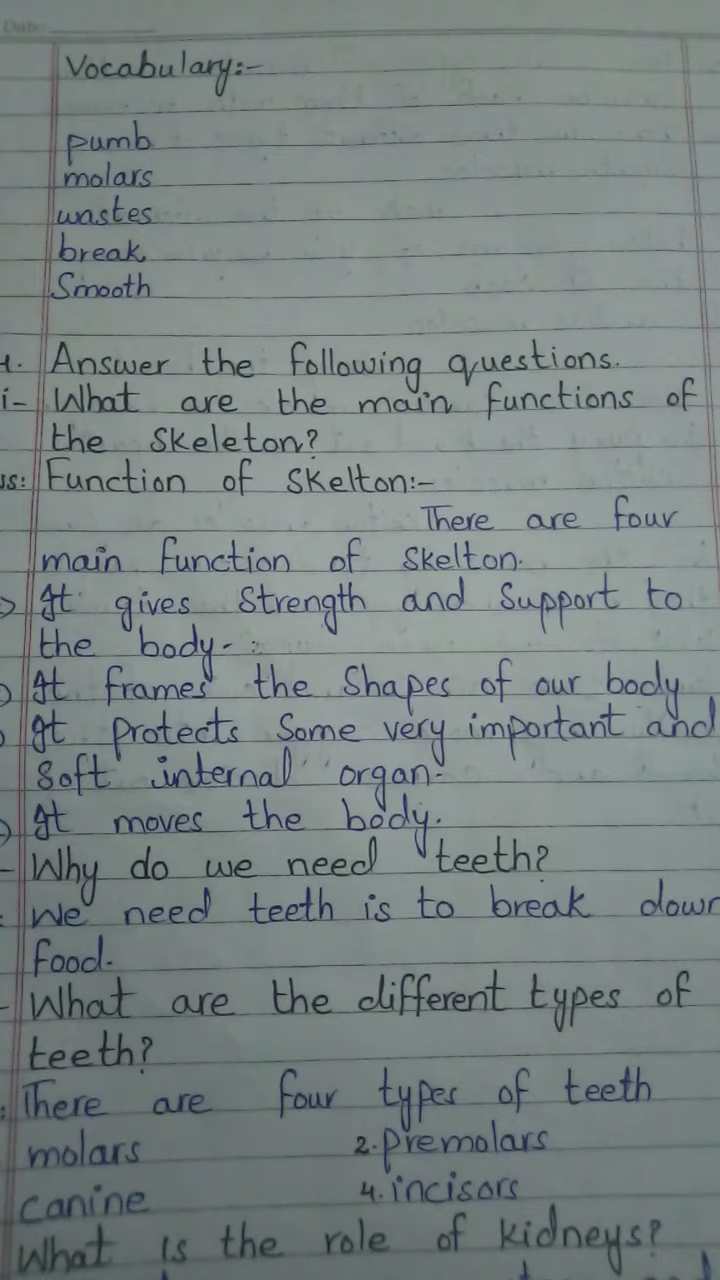 Date:
Vocabulary:-
pumb
molars
wastes
break
Smooth
1. Answer the following questions.
i- What are the main functions of
the skeleton?
ns: Function of skelton:-
There are four
main function of skelton.
It gives strength and support to
the body-
It frames the shapes of our body
It protects some very important and
soft internal organ-
It moves the body.
- Why do we need teeth?
: We need teeth is to break down
food.
- What are the different types of
teeth?
: There are four types of teeth
molars 2. premolars
canine 4. incisors
What is the role of kidneys?